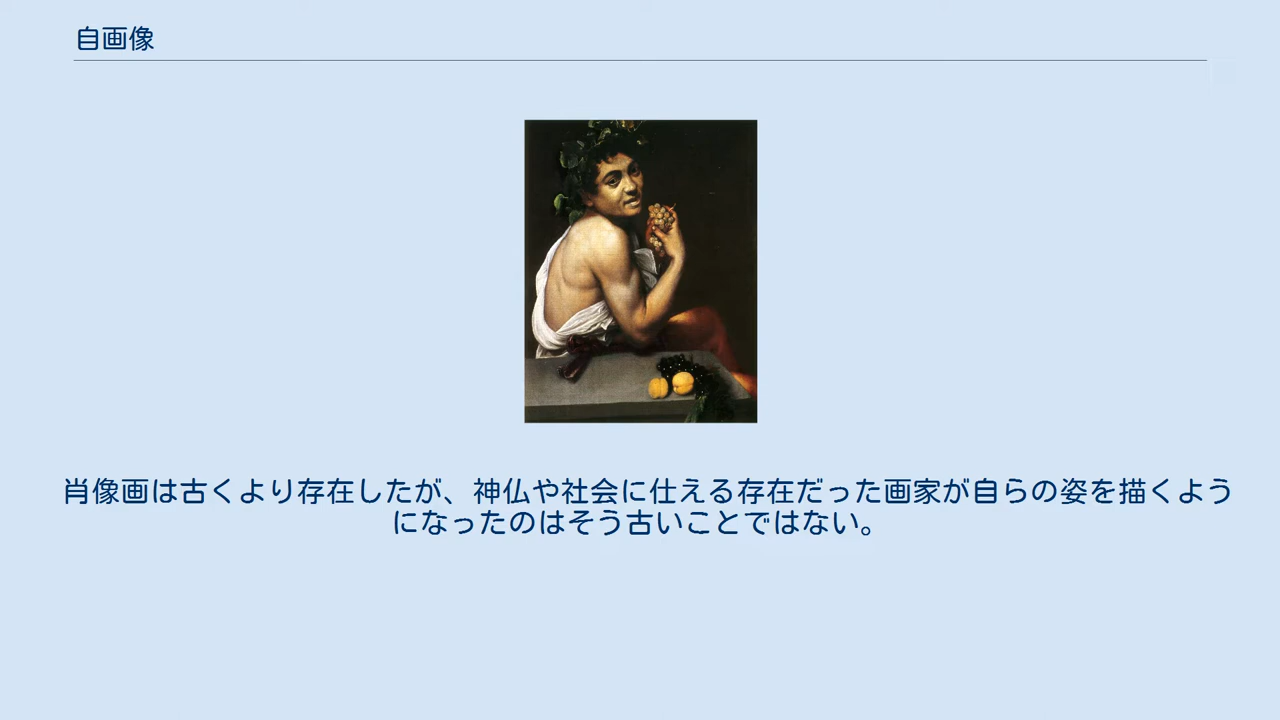 自画像
肖像画は古くより存在したが、神仏や社会に仕える存在だった画家が自らの姿を描くよう
になったのはそう古いことではない。